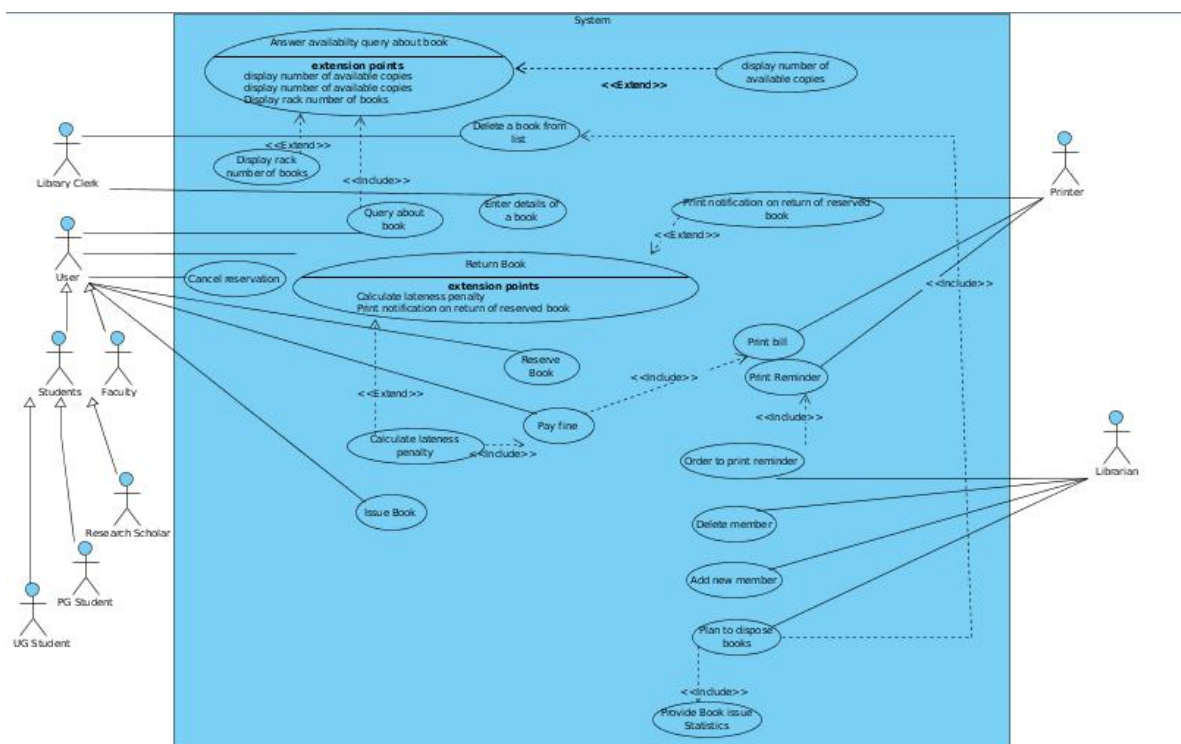 System
Answer availabilty query about book
extension points
display number of available copies
display number of available copies
Display rack number of books
display number of
available copies
<<Extend>>
Delete a book from
list
<<Extend>>
Display rack
number of books
Library Clerk
Printer
<<Include>>
Enter details of
a book
Print notification on return of reserved
book
Query about
book
<<Extend>>
User
Return Book
Cancel reservation
extension points
Calculate lateness penalty
Print notification on return of reserved book
<<Include>>
Print bill
Reserve
Book
Print Reminder
<<Include>>
Students
Faculty
<<Extend>>
<<Include>>
Pay fine
Calculate lateness
penalty
<<Include>>
Order to print reminder
Librarian
Issue Book
Delete member
Research Scholar
Add new member
PG Student
Plan to dispose
books
UG Student
<<Include>>
Provide Book issue
Statistics